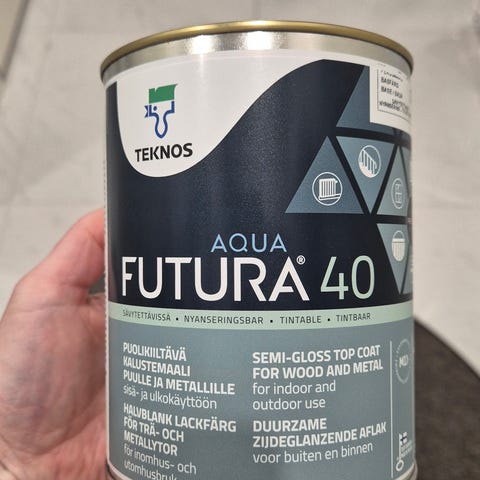 BASFÄRG
TEKNOS
AQUA
FUTURA® 40
SÄVYTETTÄVISSÄ • NYANSERINGSBAR • TINTABLE • TINTBAAR
PUOLIKIILTÄVÄ
KALUSTEMAALI
PUULLE JA METALLILLE
sisä- ja ulkokäyttöön
HALVBLANK LACKFÄRG
FÖR TRÄ- OCH
METALLYTOR
för inomhus- och
utomhusbruk
SEMI-GLOSS TOP COAT
FOR WOOD AND METAL
for indoor and
outdoor use
DUURZAME
ZIJDEGLANZENDE AFLAK
voor buiten en binnen